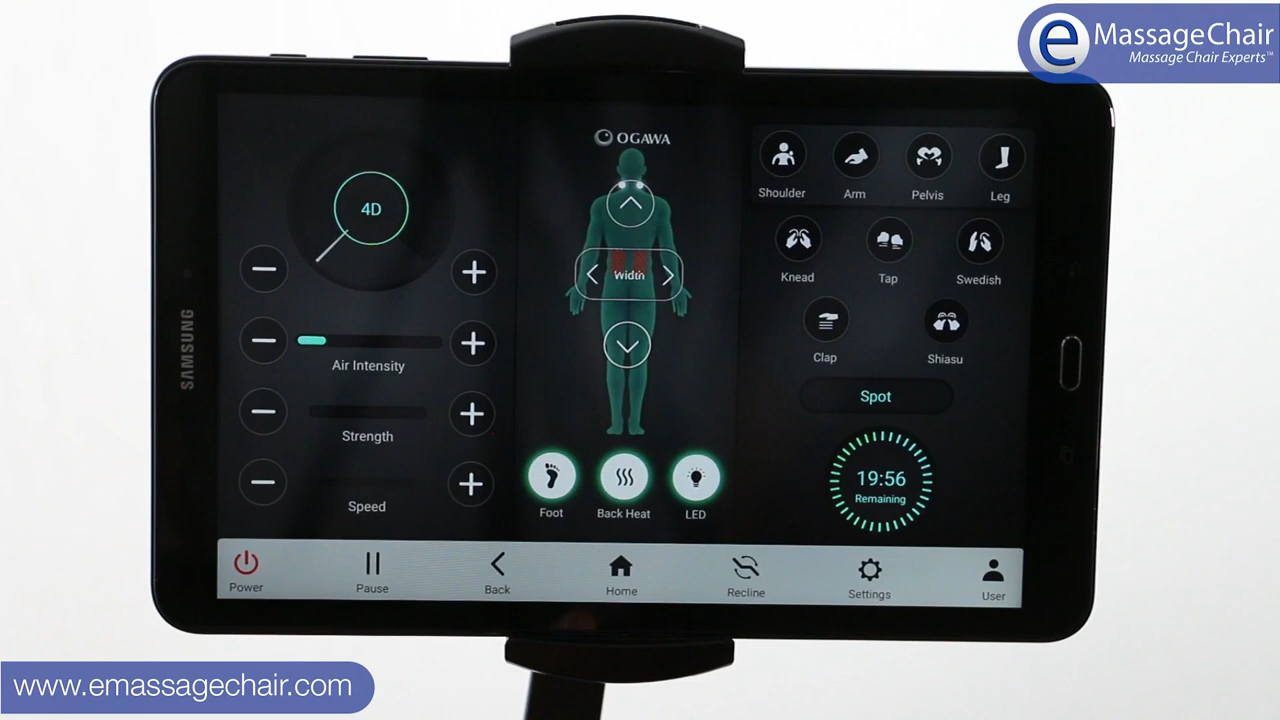 e MassageChair
Massage Chair Experts™
SAMSUNG
4D
Air Intensity
Strength
Speed
OGAWA
Width
Foot
Back Heat
LED
Shoulder
Arm
Pelvis
Leg
Knead
Tap
Swedish
Clap
Shiasu
Spot
19:56
Remaining
Power
Pause
Back
Home
Recline
Settings
User
www.emassagechair.com